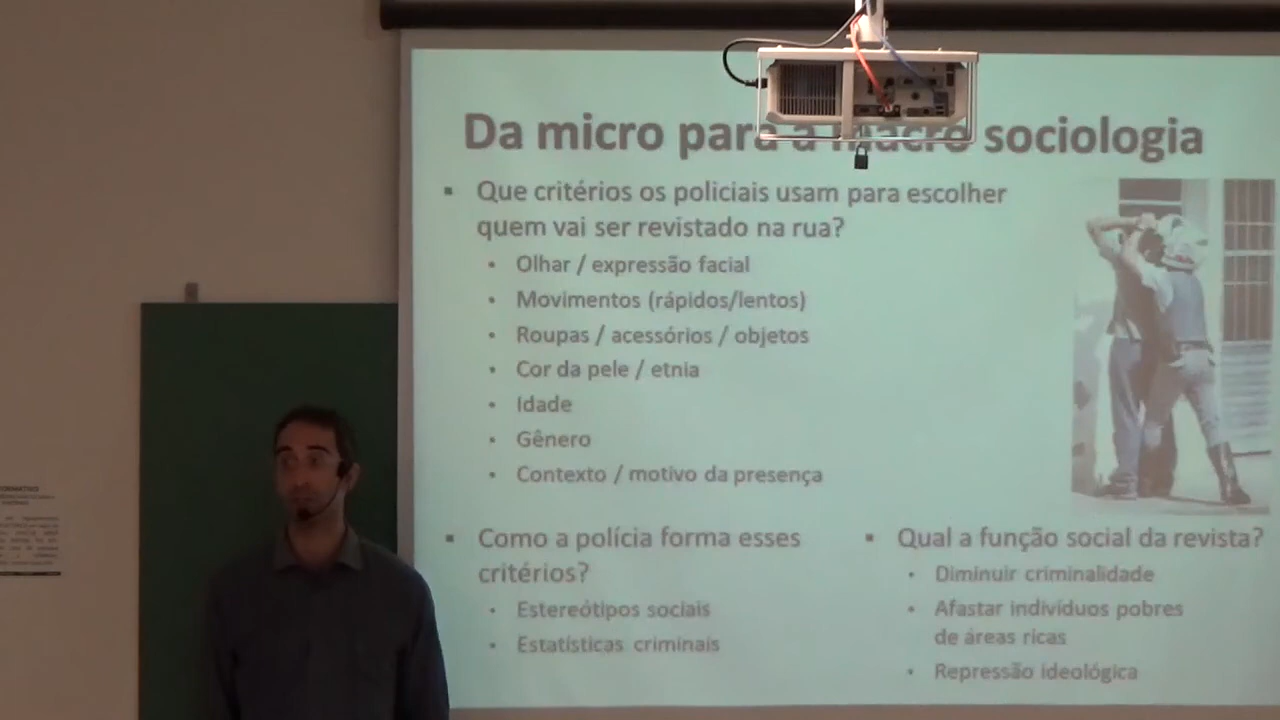 Da micro para a macro sociologia
Que critérios os policiais usam para escolher
quem vai ser revistado na rua?
Olhar / expressão facial
Movimentos (rápidos/lentos)
Roupas / acessórios / objetos
Cor da pele / etnia
Idade
Gênero
Contexto / motivo da presença
Como a polícia forma esses
critérios?
Estereótipos sociais
Estatísticas criminais
Qual a função social da revista?
Diminuir criminalidade
Afastar indivíduos pobres
de áreas ricas
Repressão ideológica